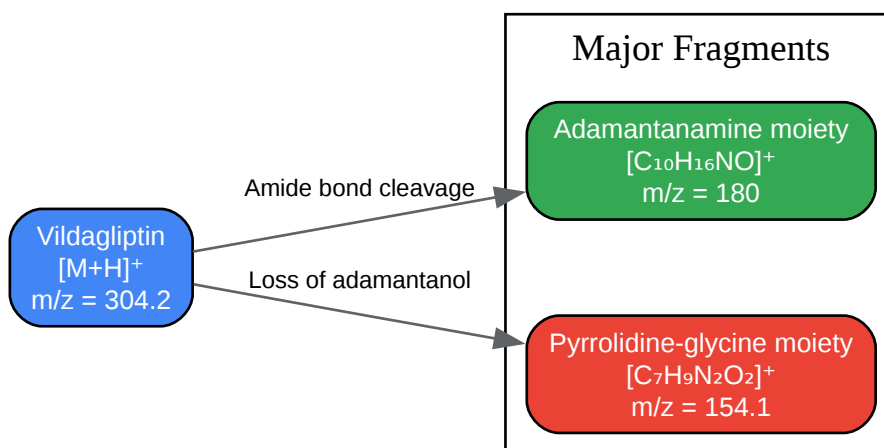 Major Fragments
Adamantanamine moiety
[C₁₀H₁₆NO]⁺
m/z = 180
Amide bond cleavage
Vildagliptin
[M+H]⁺
m/z = 304.2
Loss of adamantanol
Pyrrolidine-glycine moiety
[C₇H₉N₂O₂]⁺
m/z = 154.1